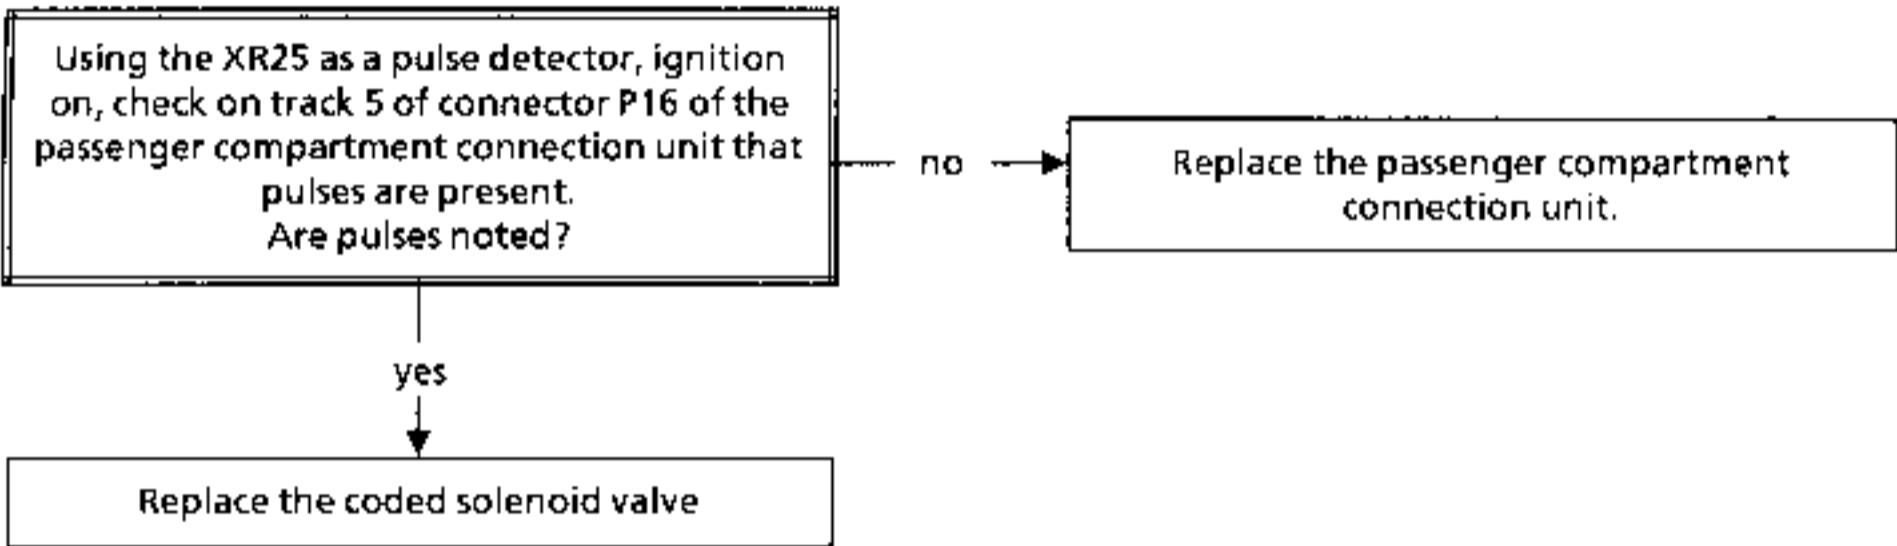 Using the XR25 as a pulse detector, ignition
on, check on track 5 of connector P16 of the
passenger compartment connection unit that
pulses are present.
Are pulses noted?
no
Replace the passenger compartment
connection unit.
yes
Replace the coded solenoid valve